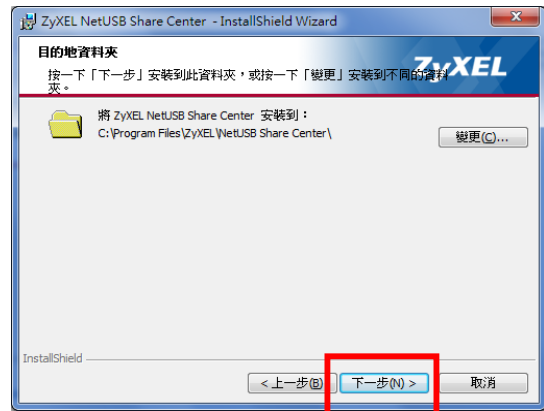 ZyXEL NetUSB Share Center - InstallShield Wizard
目的地資料夾
ZyXEL
按一下「下一步」安裝到此資料夾，或按一下「變更」安裝到不同的資料
夾。
將 ZyXEL NetUSB Share Center 安裝到：
C:\Program Files\ZyXEL\NetUSB Share Center\
變更(C)...
InstallShield
<上一步(B)
下一步(N) >
取消